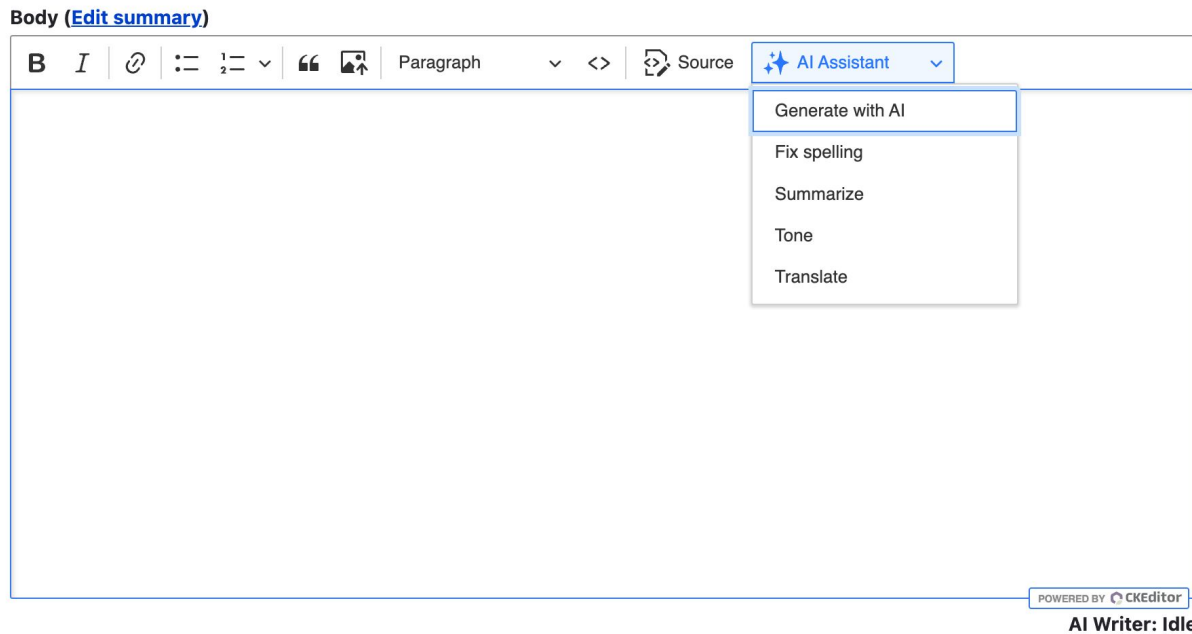 Body (Edit summary)
B I Paragraph Source AI Assistant
Generate with AI
Fix spelling
Summarize
Tone
Translate
POWERED BY CKEditor
AI Writer: Idle